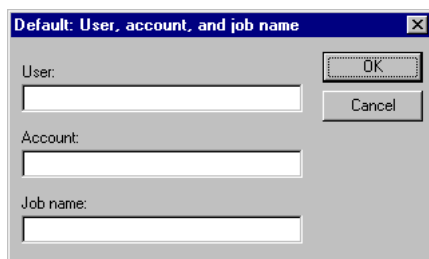 Default: User, account, and job name
User:
OK
Cancel
Account:
Job name: